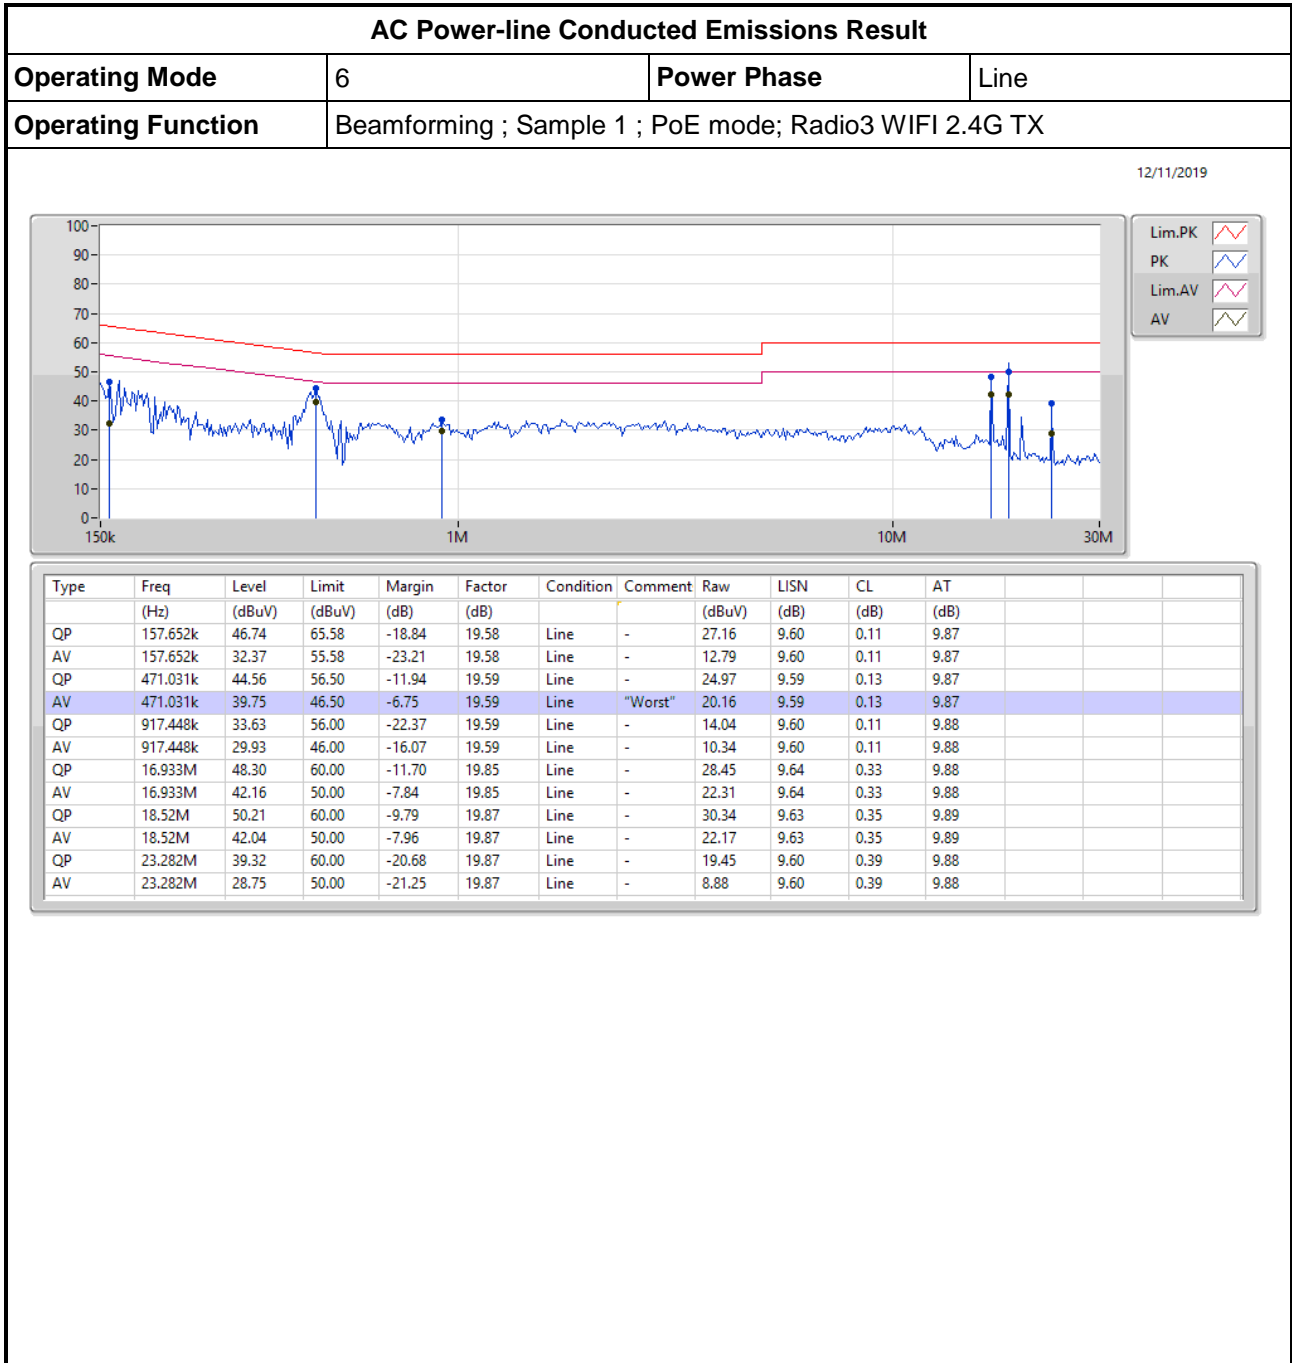 AC Power-line Conducted Emissions Result
Operating Mode 6 Power Phase Line
Operating Function Beamforming ; Sample 1 ; PoE mode; Radio3 WIFI 2.4G TX
12/11/2019
100
90
80
70
60
50
40
30
20
10
0
150k 1M 10M 30M
Lim.PK
PK
Lim.AV
AV
Type Freq Level Limit Margin Factor Condition Comment Raw LISN CL AT
(Hz) (dBuV) (dBuV) (dB) (dB) (dBuV) (dB) (dB) (dB)
QP 157.652k 46.74 65.58 -18.84 19.58 Line - 27.16 9.60 0.11 9.87
AV 157.652k 32.37 55.58 -23.21 19.58 Line - 12.79 9.60 0.11 9.87
QP 471.031k 44.56 56.50 -11.94 19.59 Line - 24.97 9.59 0.13 9.87
AV 471.031k 39.75 46.50 -6.75 19.59 Line "Worst" 20.16 9.59 0.13 9.87
QP 917.448k 33.63 56.00 -22.37 19.59 Line - 14.04 9.60 0.11 9.88
AV 917.448k 29.93 46.00 -16.07 19.59 Line - 10.34 9.60 0.11 9.88
QP 16.933M 48.30 60.00 -11.70 19.85 Line - 28.45 9.64 0.33 9.88
AV 16.933M 42.16 50.00 -7.84 19.85 Line - 22.31 9.64 0.33 9.88
QP 18.52M 50.21 60.00 -9.79 19.87 Line - 30.34 9.63 0.35 9.89
AV 18.52M 42.04 50.00 -7.96 19.87 Line - 22.17 9.63 0.35 9.89
QP 23.282M 39.32 60.00 -20.68 19.87 Line - 19.45 9.60 0.39 9.88
AV 23.282M 28.75 50.00 -21.25 19.87 Line - 8.88 9.60 0.39 9.88